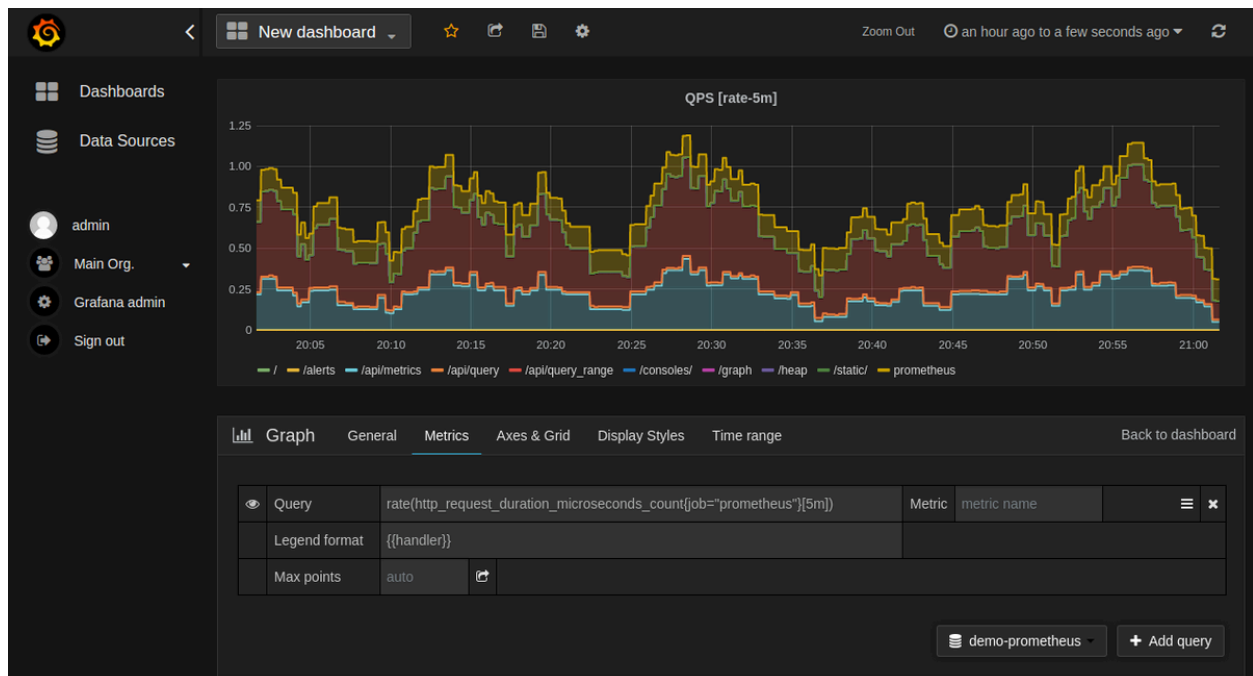 New dashboard
Zoom Out
an hour ago to a few seconds ago
Dashboards
Data Sources
admin
Main Org.
Grafana admin
Sign out
QPS [rate-5m]
1.25
1.00
0.75
0.50
0.25
0
20:05 20:10 20:15 20:20 20:25 20:30 20:35 20:40 20:45 20:50 20:55 21:00
/ /alerts /api/metrics /api/query /api/query_range /consoles/ /graph /heap /static/ prometheus
Graph General Metrics Axes & Grid Display Styles Time range Back to dashboard
Query rate(http_request_duration_microseconds_count{job="prometheus"}[5m]) Metric metric name
Legend format {{handler}}
Max points auto
demo-prometheus + Add query